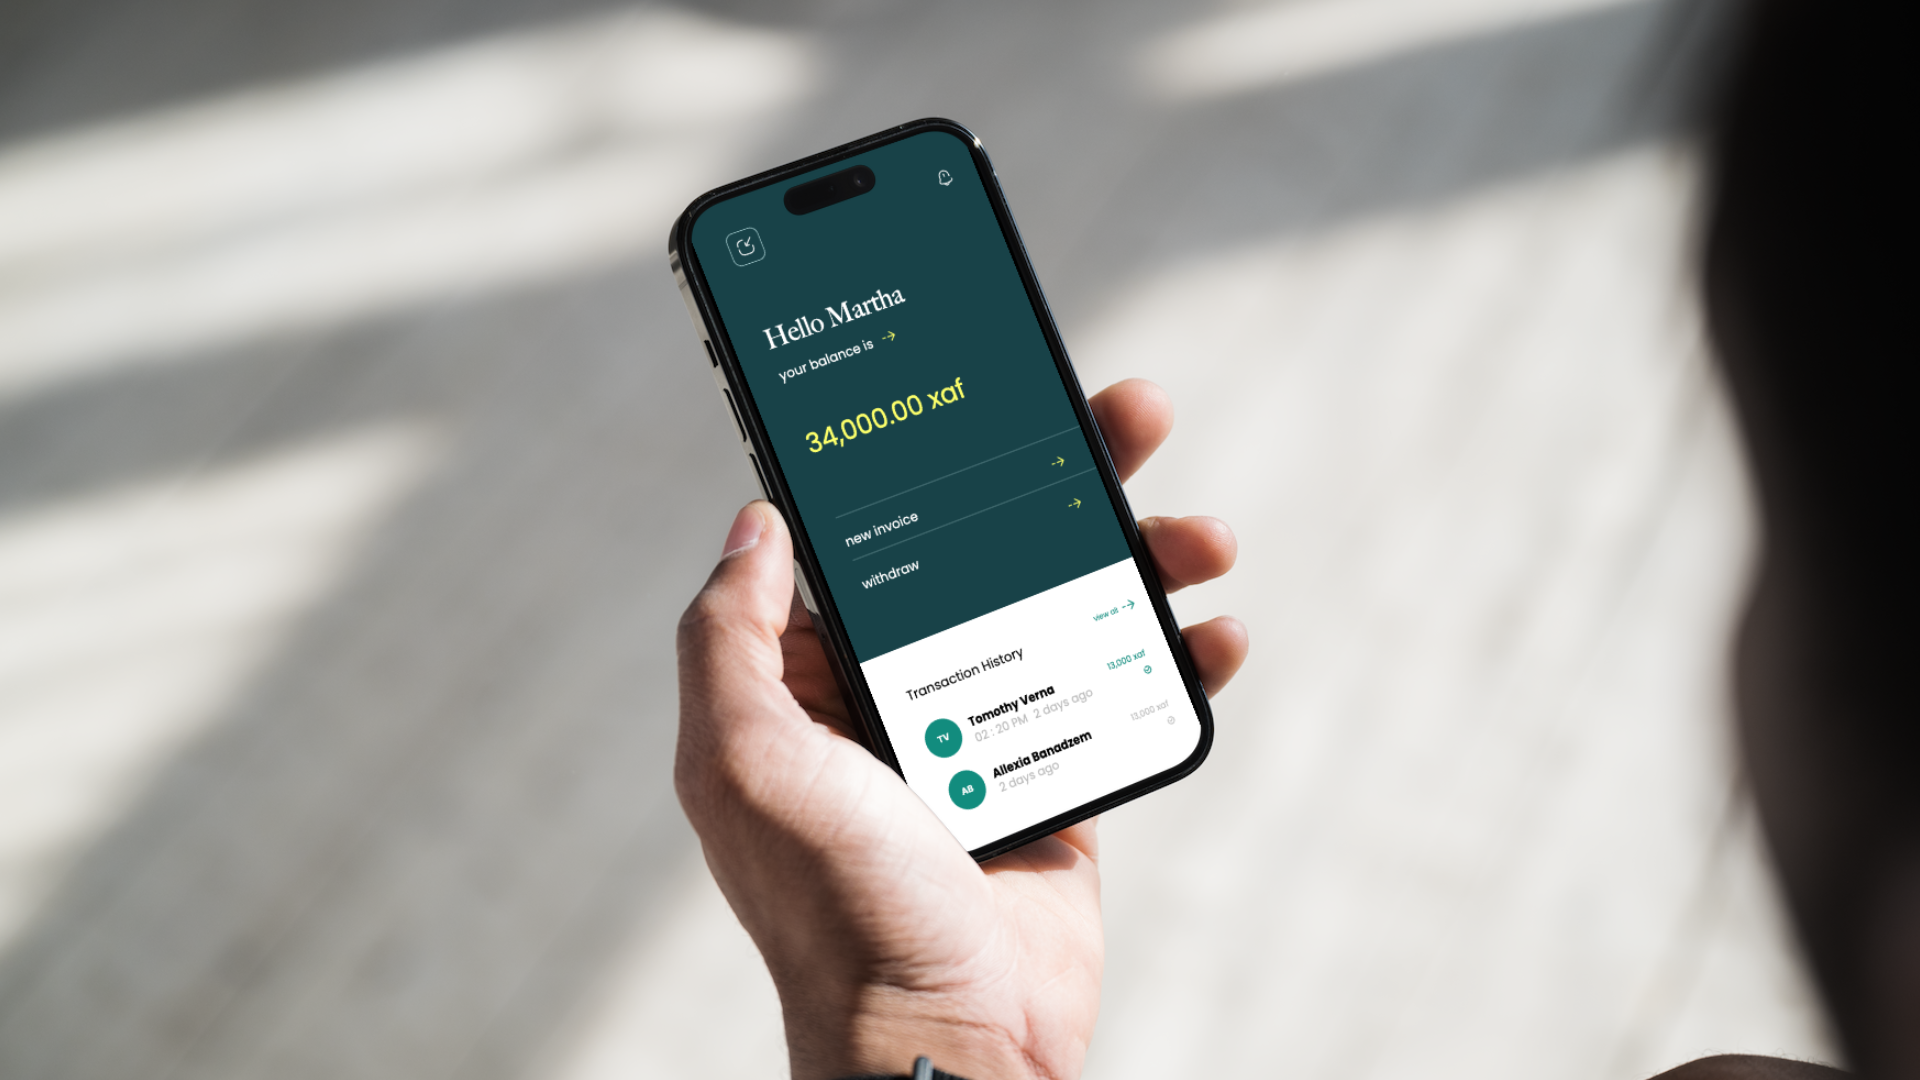 Hello Martha
your balance is
34,000.00 xaf
new invoice
withdraw
View all
Transaction History
Tomothy Verna
13,000 xaf
TV
02 : 20 PM 2 days ago
Allexia Banadzem
13,000 xaf
AB
2 days ago